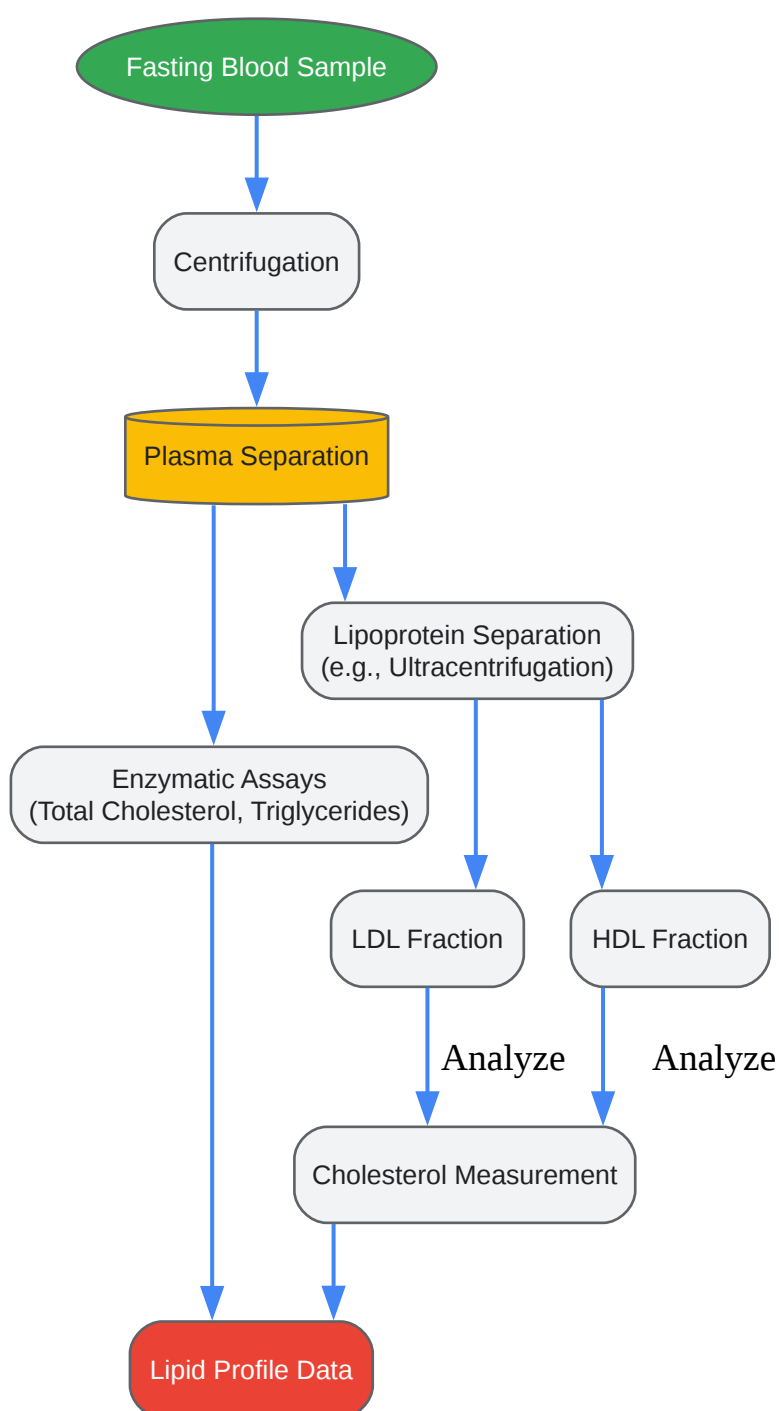 Fasting Blood Sample
Centrifugation
Plasma Separation
Lipoprotein Separation
(e.g., Ultracentrifugation)
Enzymatic Assays
(Total Cholesterol, Triglycerides)
LDL Fraction
HDL Fraction
Analyze
Analyze
Cholesterol Measurement
Lipid Profile Data